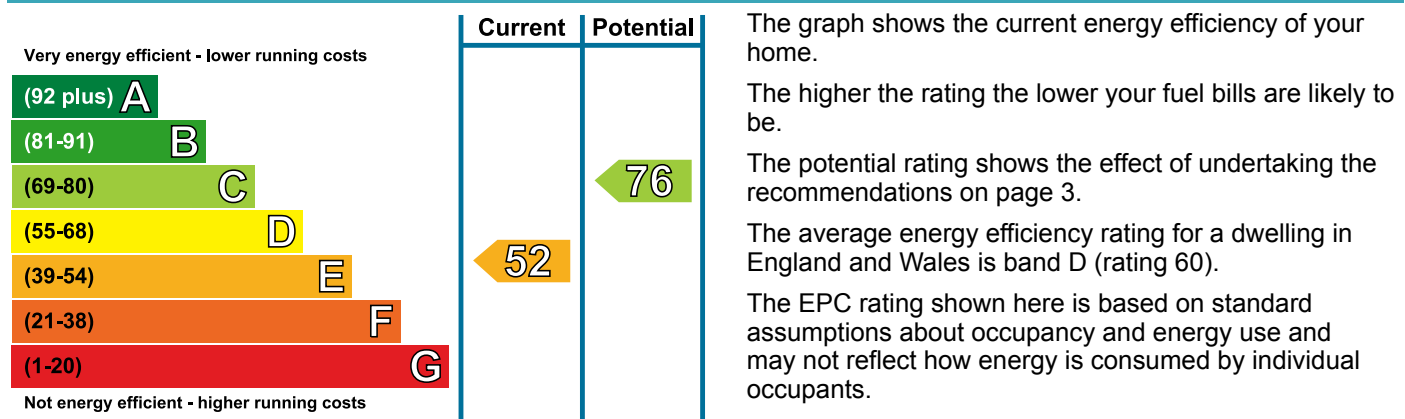 Current Potential
Very energy efficient - lower running costs
(92 plus) A
(81-91) B
(69-80) C
(55-68) D
(39-54) E
(21-38) F
(1-20) G
Not energy efficient - higher running costs
76
52
The graph shows the current energy efficiency of your
home.
The higher the rating the lower your fuel bills are likely to
be.
The potential rating shows the effect of undertaking the
recommendations on page 3.
The average energy efficiency rating for a dwelling in
England and Wales is band D (rating 60).
The EPC rating shown here is based on standard
assumptions about occupancy and energy use and
may not reflect how energy is consumed by individual
occupants.